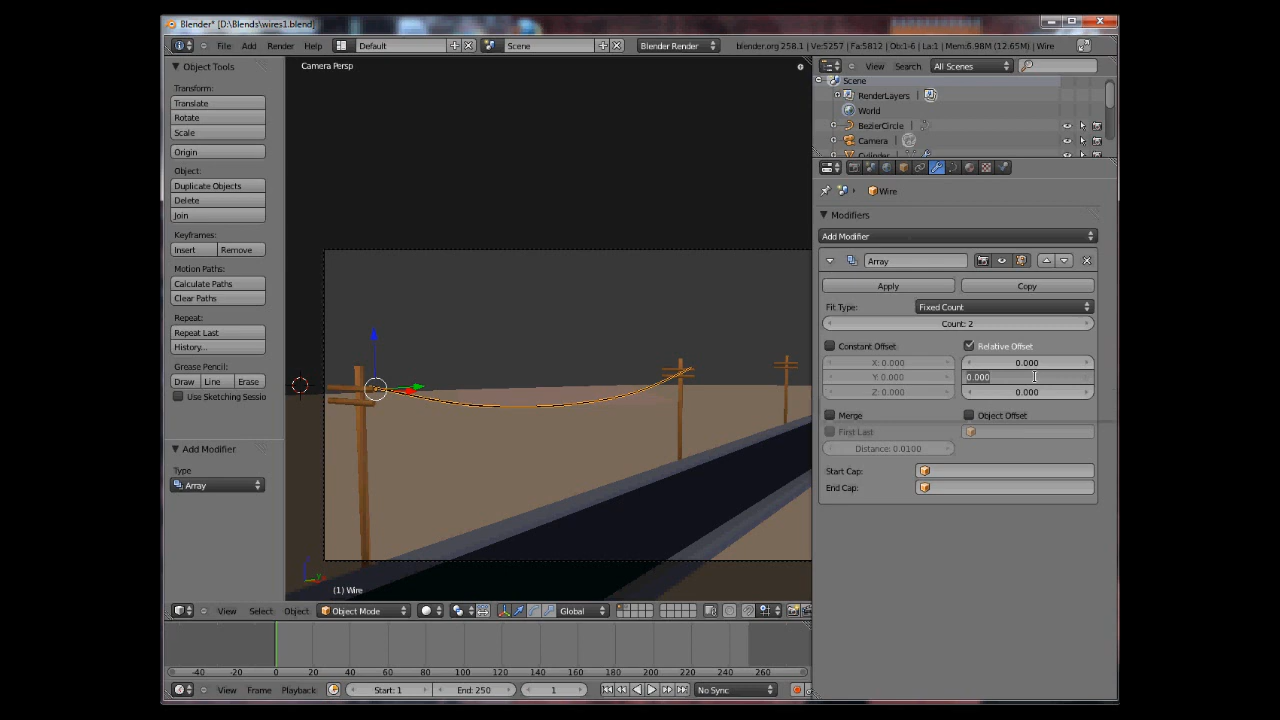 Blender* [D:\Blends\wires1.blend]
File Add Render Help Default Scene Blender Render blender.org 258.1 | Ve:5257 | Fa:5812 | Ob:1-6 | La:1 | Mem:6.98M (12.65M) | Wire
Object Tools
Transform:
Translate
Rotate
Scale
Origin
Object:
Duplicate Objects
Delete
Join
Keyframes:
Insert Remove
Motion Paths:
Calculate Paths
Clear Paths
Repeat:
Repeat Last
History...
Grease Pencil:
Draw Line Erase
Use Sketching Sessio
Add Modifier
Type
Array
Camera Persp
(1) Wire
View Select Object Object Mode Global
-40 -20 0 20 40 60 80 100 120 140 160 180 200 220 240 260
View Frame Playback: Start: 1 End: 250 1 No Sync
View Search All Scenes
Scene
RenderLayers |
World
BezierCircle |
Camera |
Cylinder
Wire
Modifiers
Add Modifier
Array
Apply Copy
Fit Type: Fixed Count
Count: 2
Constant Offset Relative Offset
X: 0.000 0.000
Y: 0.000 0.000
Z: 0.000 0.000
Merge Object Offset
First Last
Distance: 0.0100
Start Cap:
End Cap: